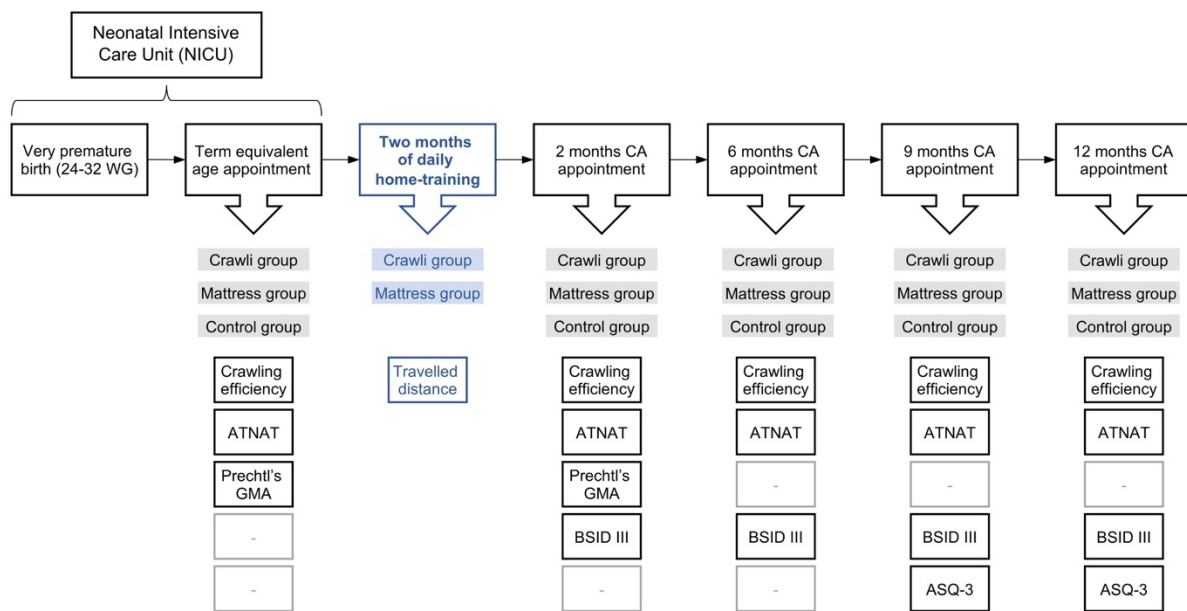 Neonatal Intensive
Care Unit (NICU)
Very premature
birth (24-32 WG)
Term equivalent
age appointment
Two months
of daily
home-training
2 months CA
appointment
6 months CA
appointment
9 months CA
appointment
12 months CA
appointment
Crawli group
Crawli group
Crawli group
Crawli group
Crawli group
Crawli group
Mattress group
Mattress group
Mattress group
Mattress group
Mattress group
Mattress group
Control group
Control group
Control group
Control group
Control group
Crawling
efficiency
Travelled
distance
Crawling
efficiency
Crawling
efficiency
Crawling
efficiency
Crawling
efficiency
ATNAT
ATNAT
ATNAT
ATNAT
ATNAT
Prechtl's
GMA
Prechtl's
GMA
-
-
-
-
BSID III
BSID III
BSID III
BSID III
-
-
-
ASQ-3
ASQ-3